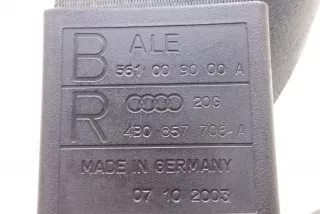 B ALE
561 00 90 00 A
R 20G
4B0 857 706-A
MADE IN GERMANY
07 10 2003